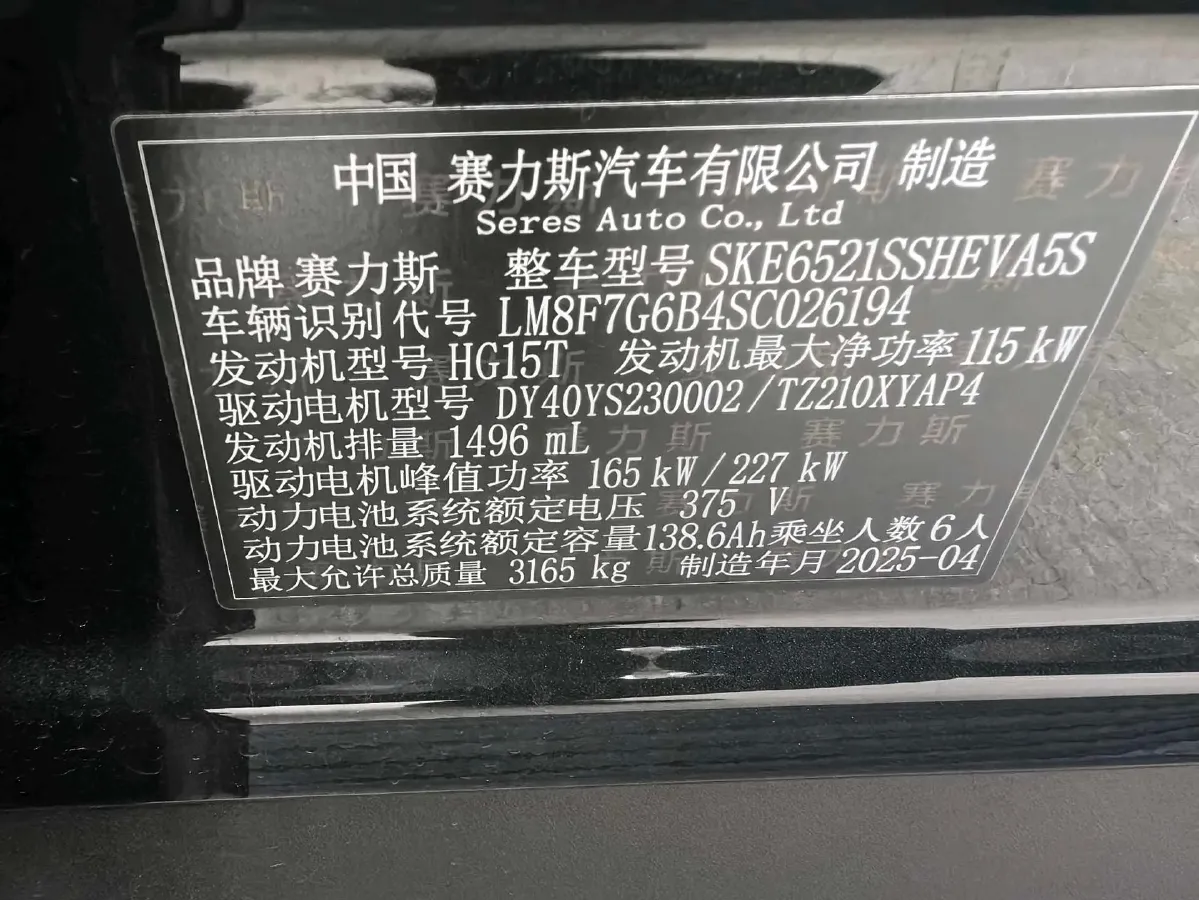 中国 赛力斯汽车有限公司 制造
Seres Auto Co., Ltd
品牌 赛力斯 整车型号 SKE6521SSHEVA5S
车辆识别代号 LM8F7G6B4SC026194
发动机型号 HG15T 发动机最大净功率 115 kW
驱动电机型号 DY40YS230002/TZ210XYAP4
发动机排量 1496 mL
驱动电机峰值功率 165 kW/227 kW
动力电池系统额定电压 375 V
动力电池系统额定容量 138.6Ah 乘坐人数 6人
最大允许总质量 3165 kg 制造年月 2025-04